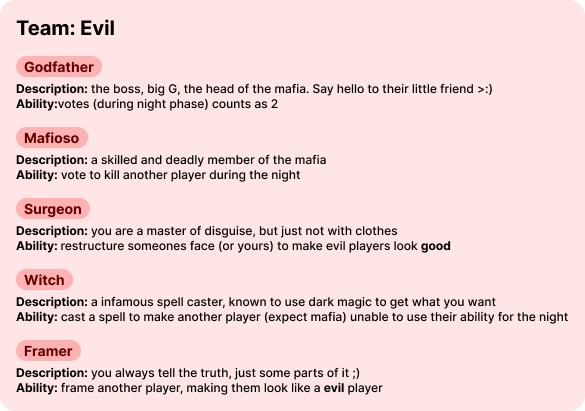 Team: Evil
Godfather
Description: the boss, big G, the head of the mafia. Say hello to their little friend >:)
Ability:votes (during night phase) counts as 2
Mafioso
Description: a skilled and deadly member of the mafia
Ability: vote to kill another player during the night
Surgeon
Description: you are a master of disguise, but just not with clothes
Ability: restructure someones face (or yours) to make evil players look good
Witch
Description: a infamous spell caster, known to use dark magic to get what you want
Ability: cast a spell to make another player (expect mafia) unable to use their ability for the night
Framer
Description: you always tell the truth, just some parts of it ;)
Ability: frame another player, making them look like a evil player